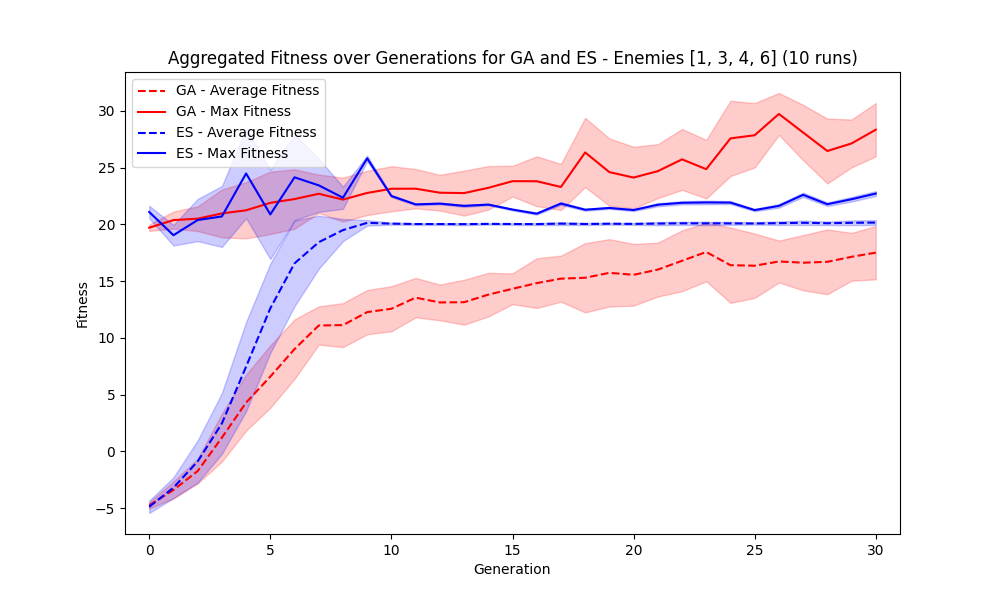 Aggregated Fitness over Generations for GA and ES - Enemies [1, 3, 4, 6] (10 runs)
GA - Average Fitness
GA - Max Fitness
ES - Average Fitness
ES - Max Fitness
Fitness
30
25
20
15
10
5
0
−5
0 5 10 15 20 25 30
Generation